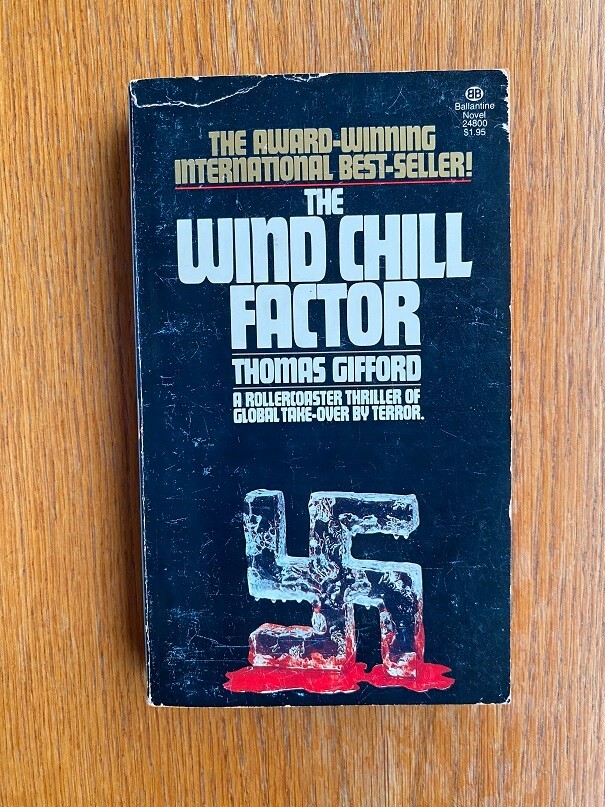 BB
Ballantine
Novel
24800
$1.95
THE AWARD-WINNING
INTERNATIONAL BEST-SELLER!
THE
WIND CHILL
FACTOR
THOMAS GIFFORD
A ROLLERCOASTER THRILLER OF
GLOBAL TAKE-OVER BY TERROR.